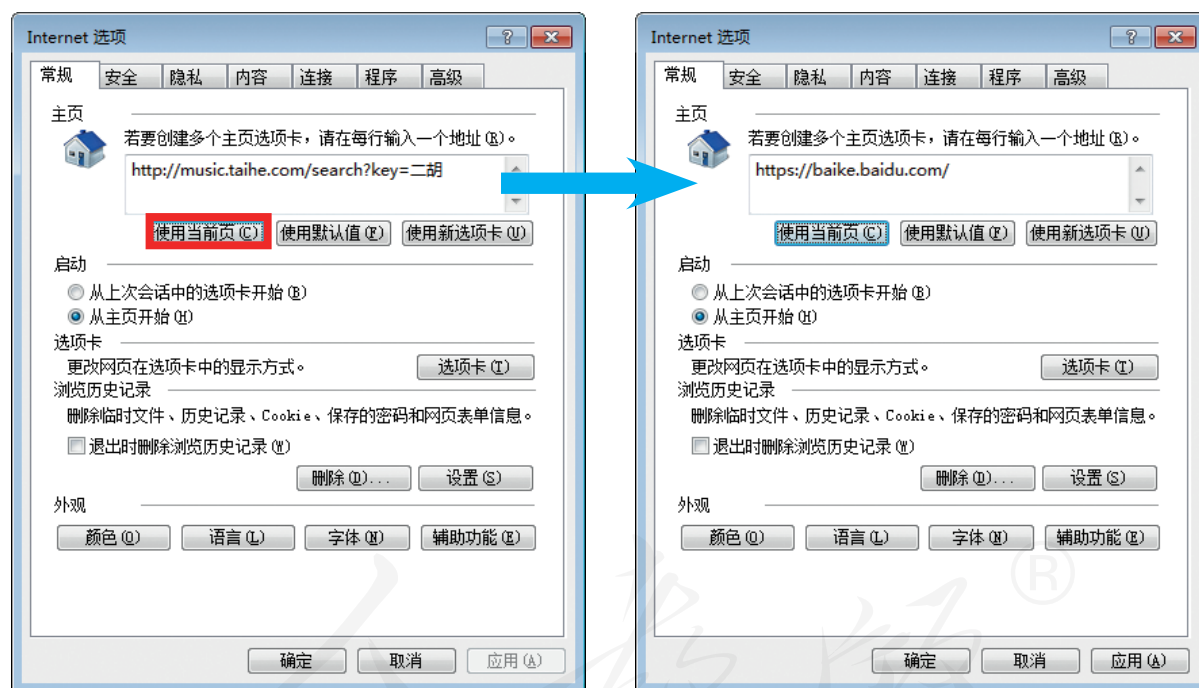 Internet 选项
常规 安全 隐私 内容 连接 程序 高级
主页
若要创建多个主页选项卡，请在每行输入一个地址(R)。
http://music.taihe.com/search?key=二胡
使用当前页(C) 使用默认值(F) 使用新选项卡(U)
启动
从上次会话中的选项卡开始(B)
从主页开始(H)
选项卡
更改网页在选项卡中的显示方式。 选项卡(T)
浏览历史记录
删除临时文件、历史记录、Cookie、保存的密码和网页表单信息。
退出时删除浏览历史记录(W)
删除(D)... 设置(S)
外观
颜色(O) 语言(L) 字体(N) 辅助功能(E)
确定 取消 应用(A)
Internet 选项
常规 安全 隐私 内容 连接 程序 高级
主页
若要创建多个主页选项卡，请在每行输入一个地址(R)。
https://baike.baidu.com/
使用当前页(C) 使用默认值(F) 使用新选项卡(U)
启动
从上次会话中的选项卡开始(B)
从主页开始(H)
选项卡
更改网页在选项卡中的显示方式。 选项卡(T)
浏览历史记录
删除临时文件、历史记录、Cookie、保存的密码和网页表单信息。
退出时删除浏览历史记录(W)
删除(D)... 设置(S)
外观
颜色(O) 语言(L) 字体(N) 辅助功能(E)
确定 取消 应用(A)
人教版®